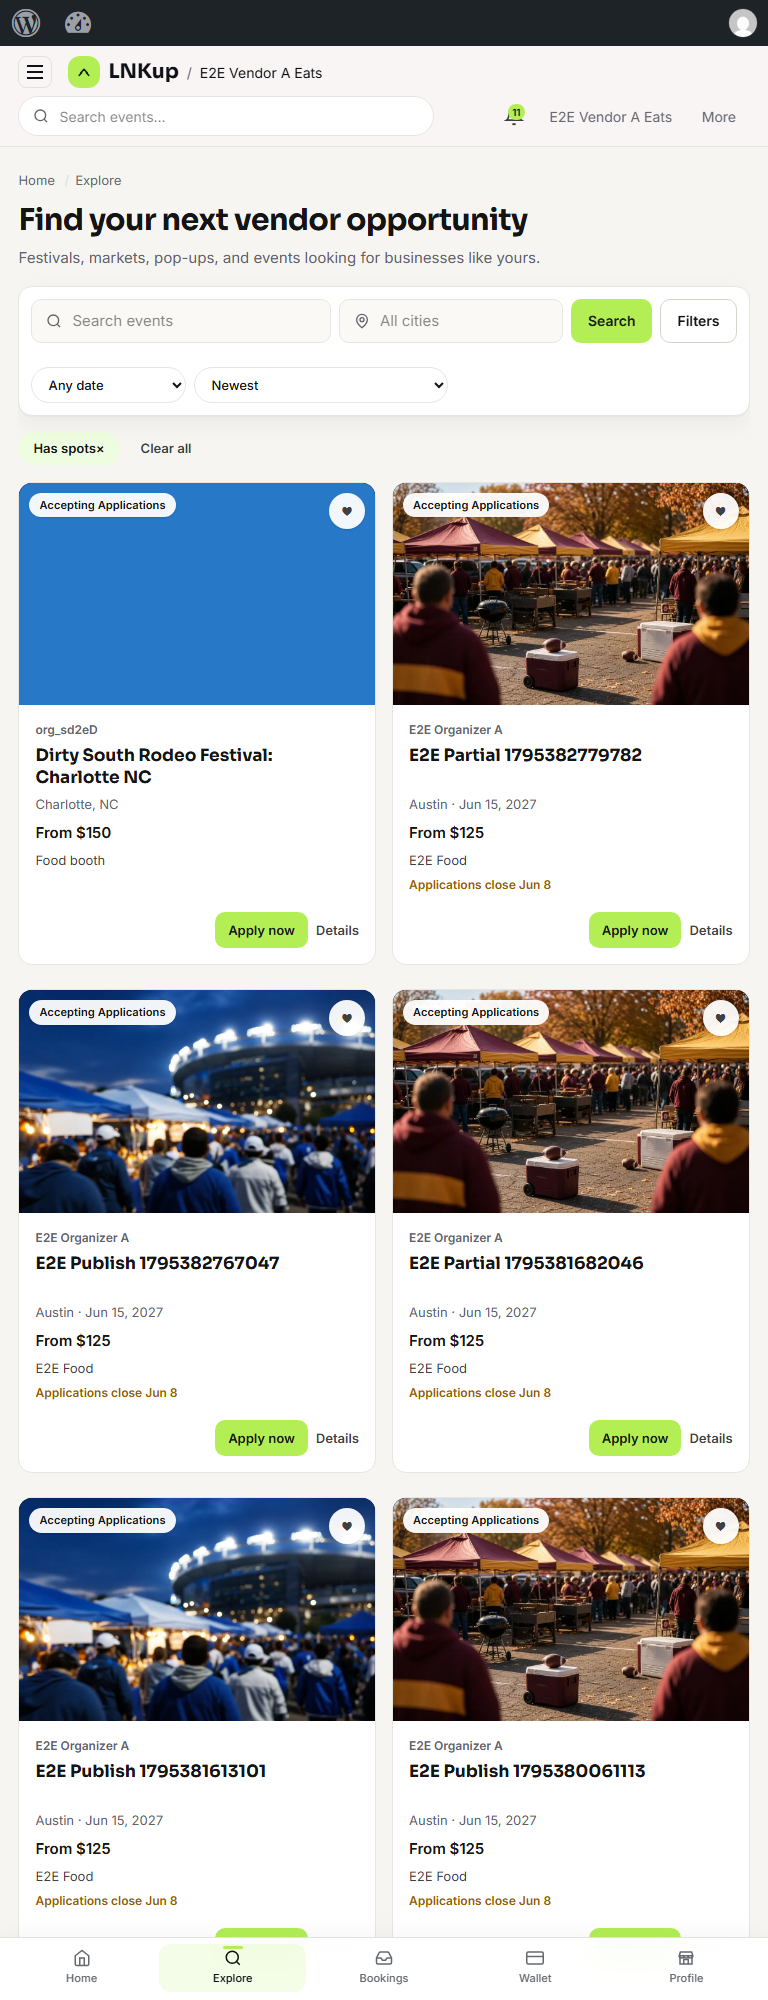 LNKup / E2E Vendor A Eats
Search events...
11
E2E Vendor A Eats
More
Home / Explore
Find your next vendor opportunity
Festivals, markets, pop-ups, and events looking for businesses like yours.
Search events
All cities
Search
Filters
Any date
Newest
Has spots×
Clear all
Accepting Applications
org_sd2eD
Dirty South Rodeo Festival:
Charlotte NC
Charlotte, NC
From $150
Food booth
Apply now
Details
Accepting Applications
E2E Organizer A
E2E Partial 1795382779782
Austin · Jun 15, 2027
From $125
E2E Food
Applications close Jun 8
Apply now
Details
Accepting Applications
E2E Organizer A
E2E Publish 1795382767047
Austin · Jun 15, 2027
From $125
E2E Food
Applications close Jun 8
Apply now
Details
Accepting Applications
E2E Organizer A
E2E Partial 1795381682046
Austin · Jun 15, 2027
From $125
E2E Food
Applications close Jun 8
Apply now
Details
Accepting Applications
E2E Organizer A
E2E Publish 1795381613101
Austin · Jun 15, 2027
From $125
E2E Food
Applications close Jun 8
Accepting Applications
E2E Organizer A
E2E Publish 1795380061113
Austin · Jun 15, 2027
From $125
E2E Food
Applications close Jun 8
Home
Explore
Bookings
Wallet
Profile